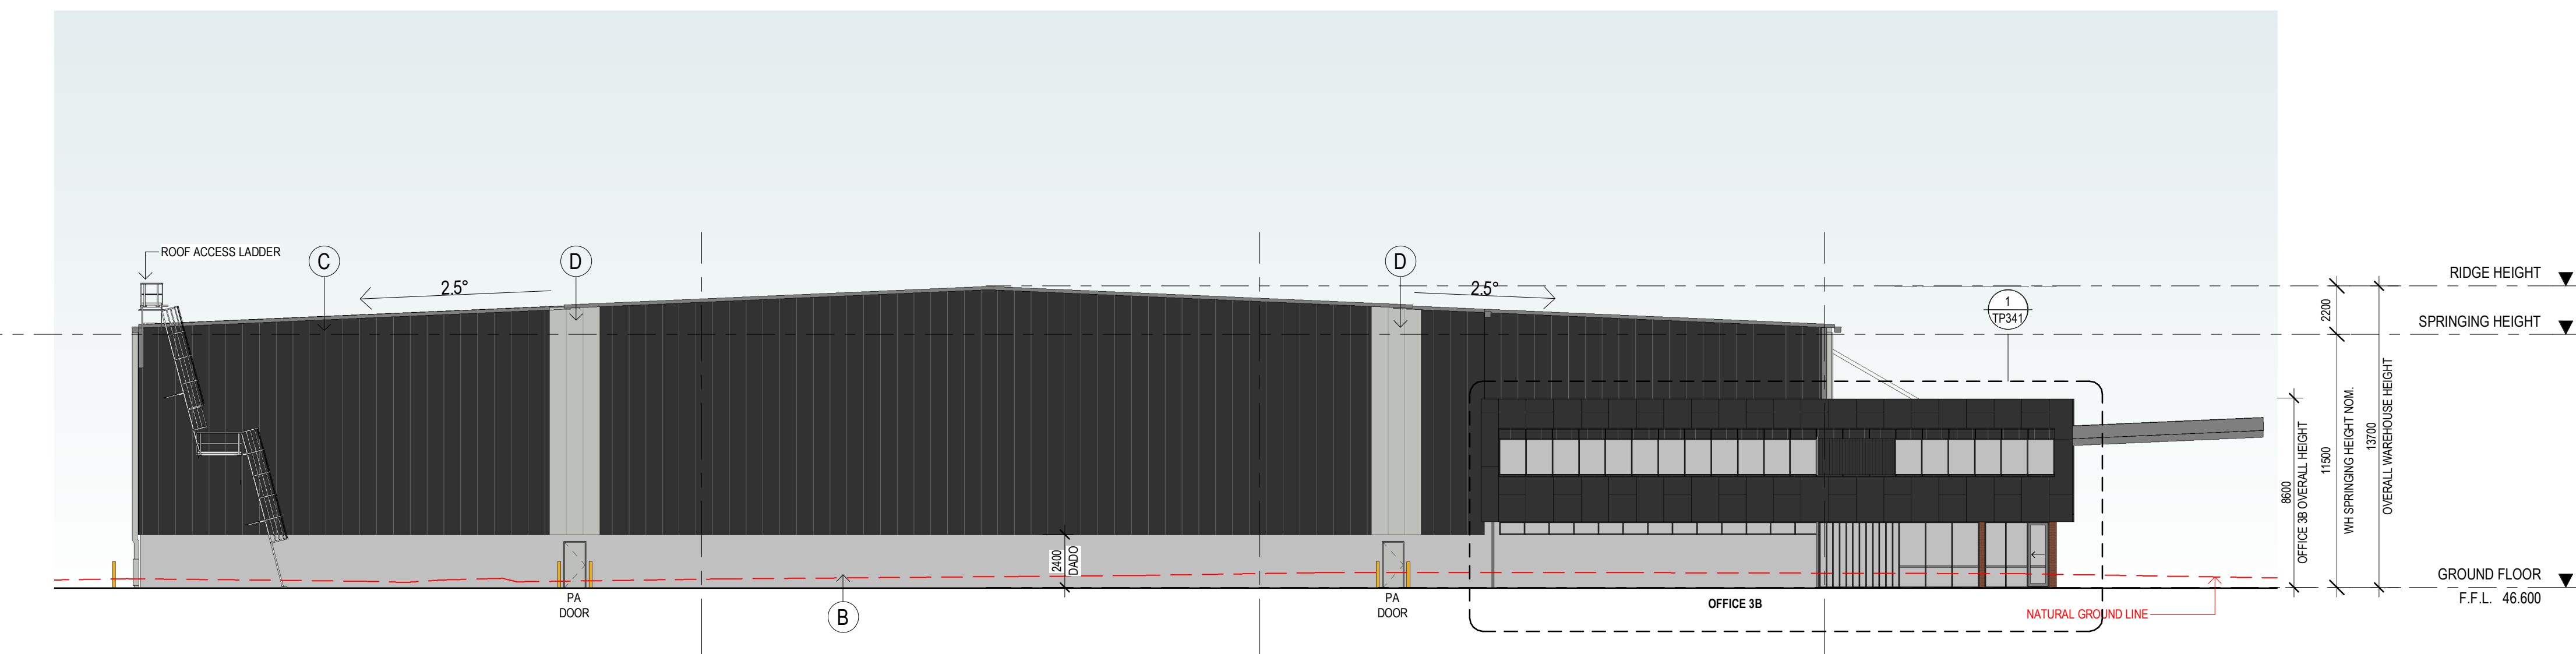 ROOF ACCESS LADDER
C
D
D
2.5°
2.5°
1
TP341
RIDGE HEIGHT
2200
SPRINGING HEIGHT
8600
OFFICE 3B OVERALL HEIGHT
11500
WH SPRINGING HEIGHT NOM.
13700
OVERALL WAREHOUSE HEIGHT
2400
DADO
GROUND FLOOR
F.F.L. 46.600
PA
DOOR
B
PA
DOOR
OFFICE 3B
NATURAL GROUND LINE